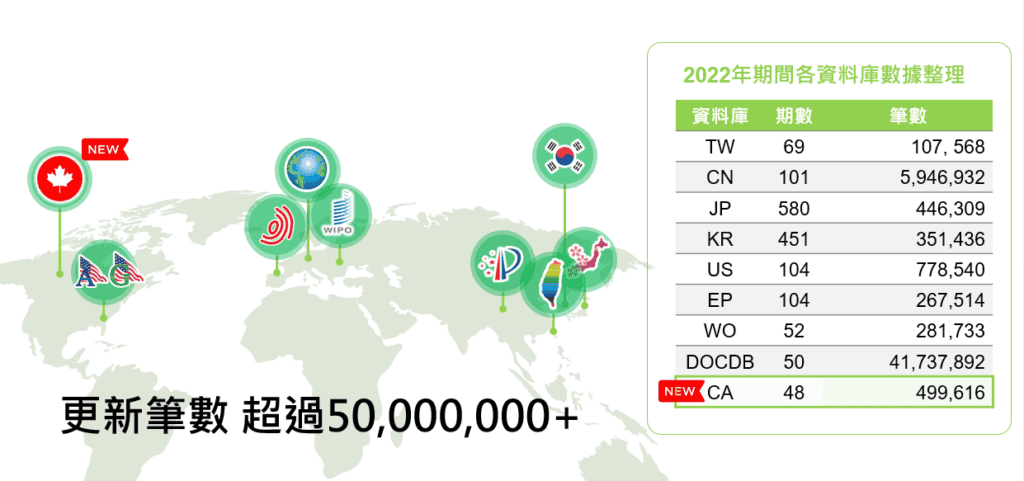 NEW
A G
WIPO
更新筆數 超過50,000,000+
2022年期間各資料庫數據整理
資料庫 期數 筆數
TW 69 107, 568
CN 101 5,946,932
JP 580 446,309
KR 451 351,436
US 104 778,540
EP 104 267,514
WO 52 281,733
DOCDB 50 41,737,892
NEW CA 48 499,616